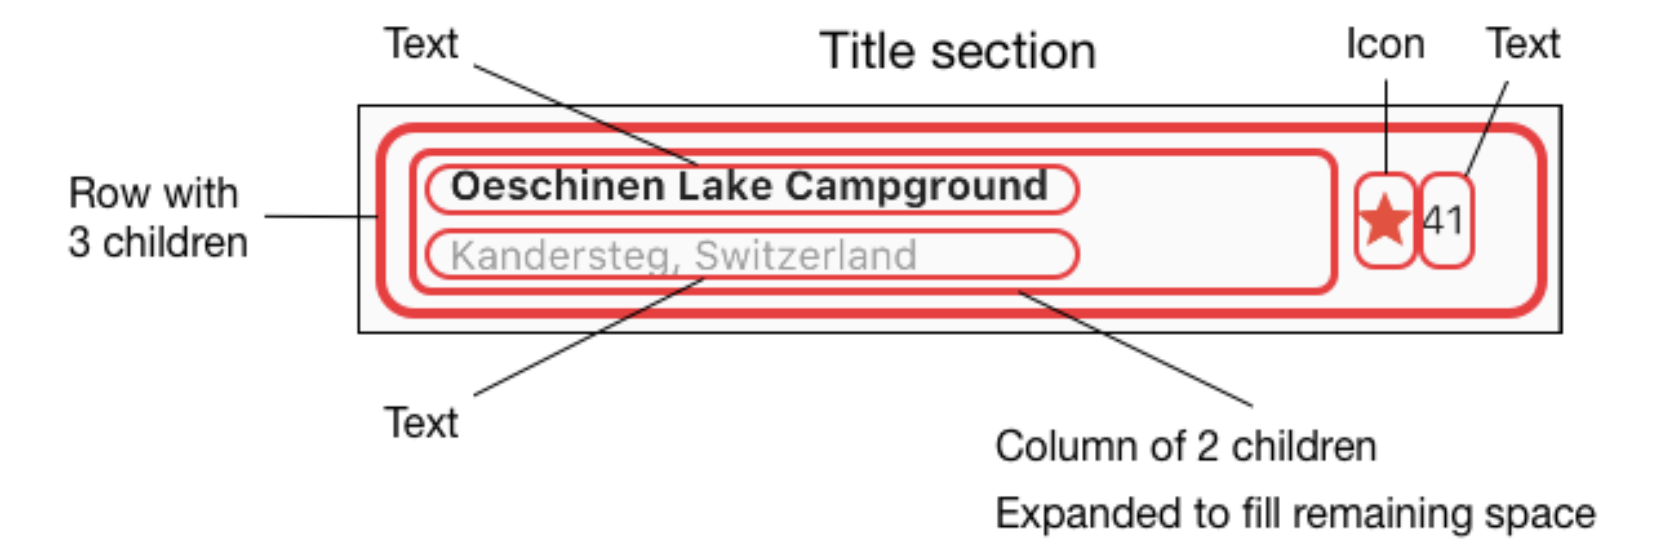 Text
Title section
Icon
Text
Row with
3 children
Oeschinen Lake Campground
Kandersteg, Switzerland
41
Text
Column of 2 children
Expanded to fill remaining space